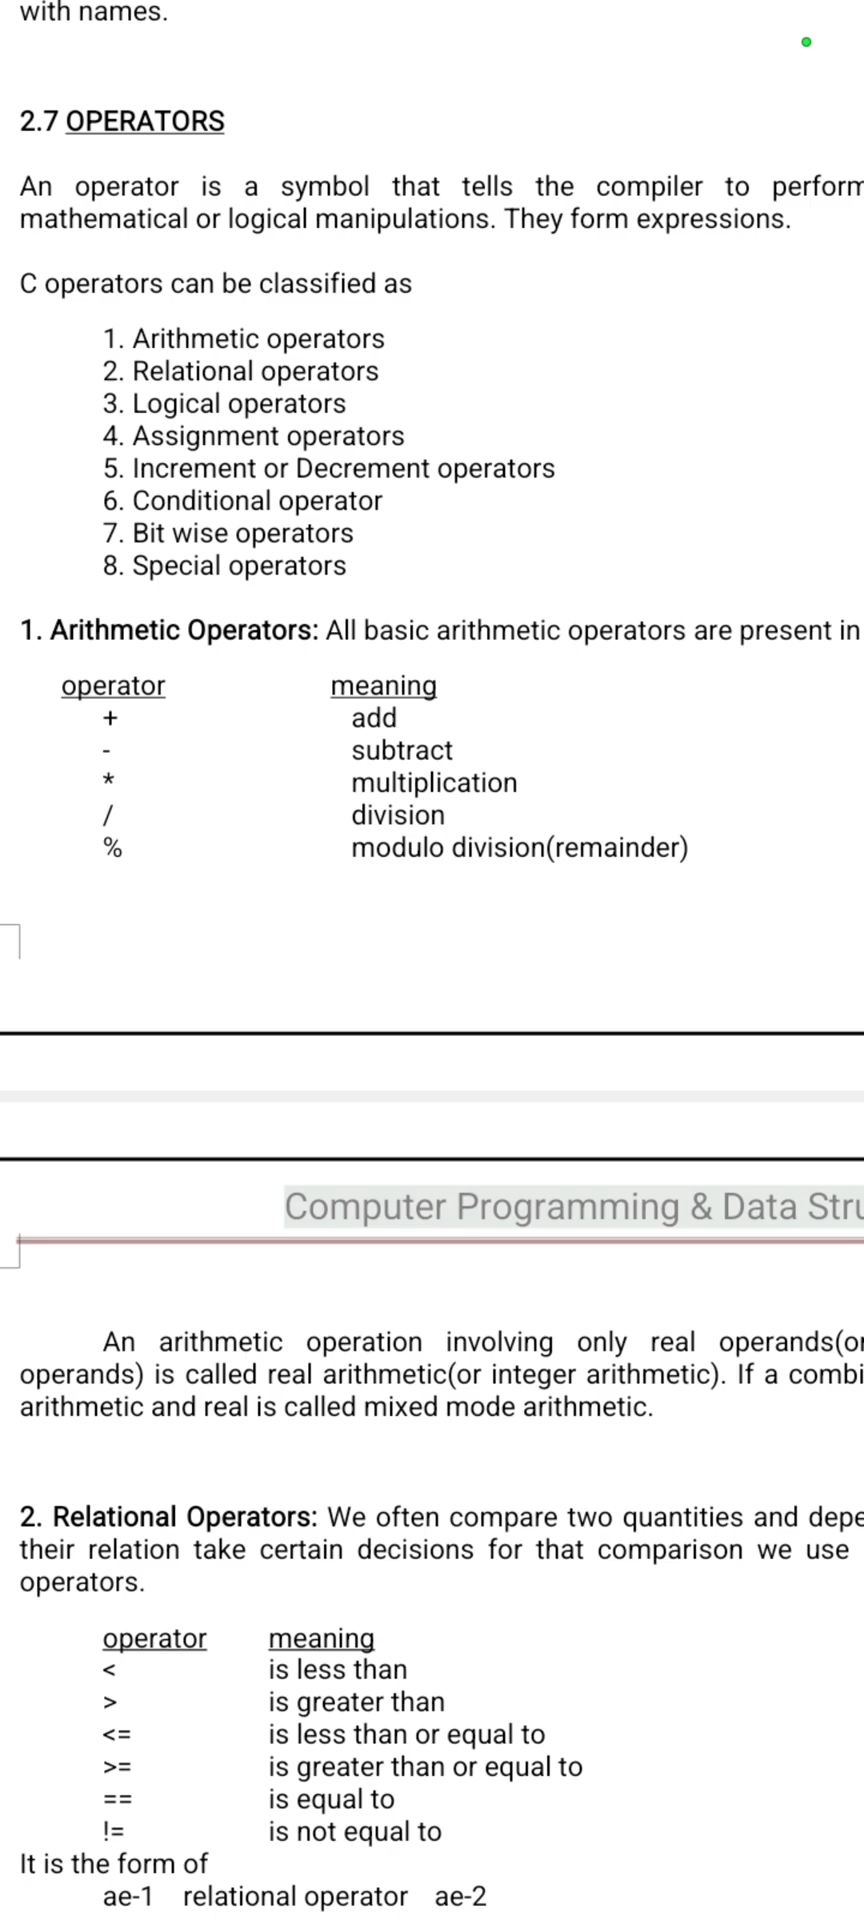 with names.
2.7 OPERATORS
An operator is a symbol that tells the compiler to perform
mathematical or logical manipulations. They form expressions.
C operators can be classified as
1. Arithmetic operators
2. Relational operators
3. Logical operators
4. Assignment operators
5. Increment or Decrement operators
6. Conditional operator
7. Bit wise operators
8. Special operators
1. Arithmetic Operators: All basic arithmetic operators are present in
operator meaning
+ add
- subtract
* multiplication
/ division
% modulo division(remainder)
Computer Programming & Data Stru
An arithmetic operation involving only real operands(or
operands) is called real arithmetic(or integer arithmetic). If a combi
arithmetic and real is called mixed mode arithmetic.
2. Relational Operators: We often compare two quantities and depe
their relation take certain decisions for that comparison we use
operators.
operator meaning
< is less than
> is greater than
<= is less than or equal to
>= is greater than or equal to
== is equal to
!= is not equal to
It is the form of
ae-1 relational operator ae-2